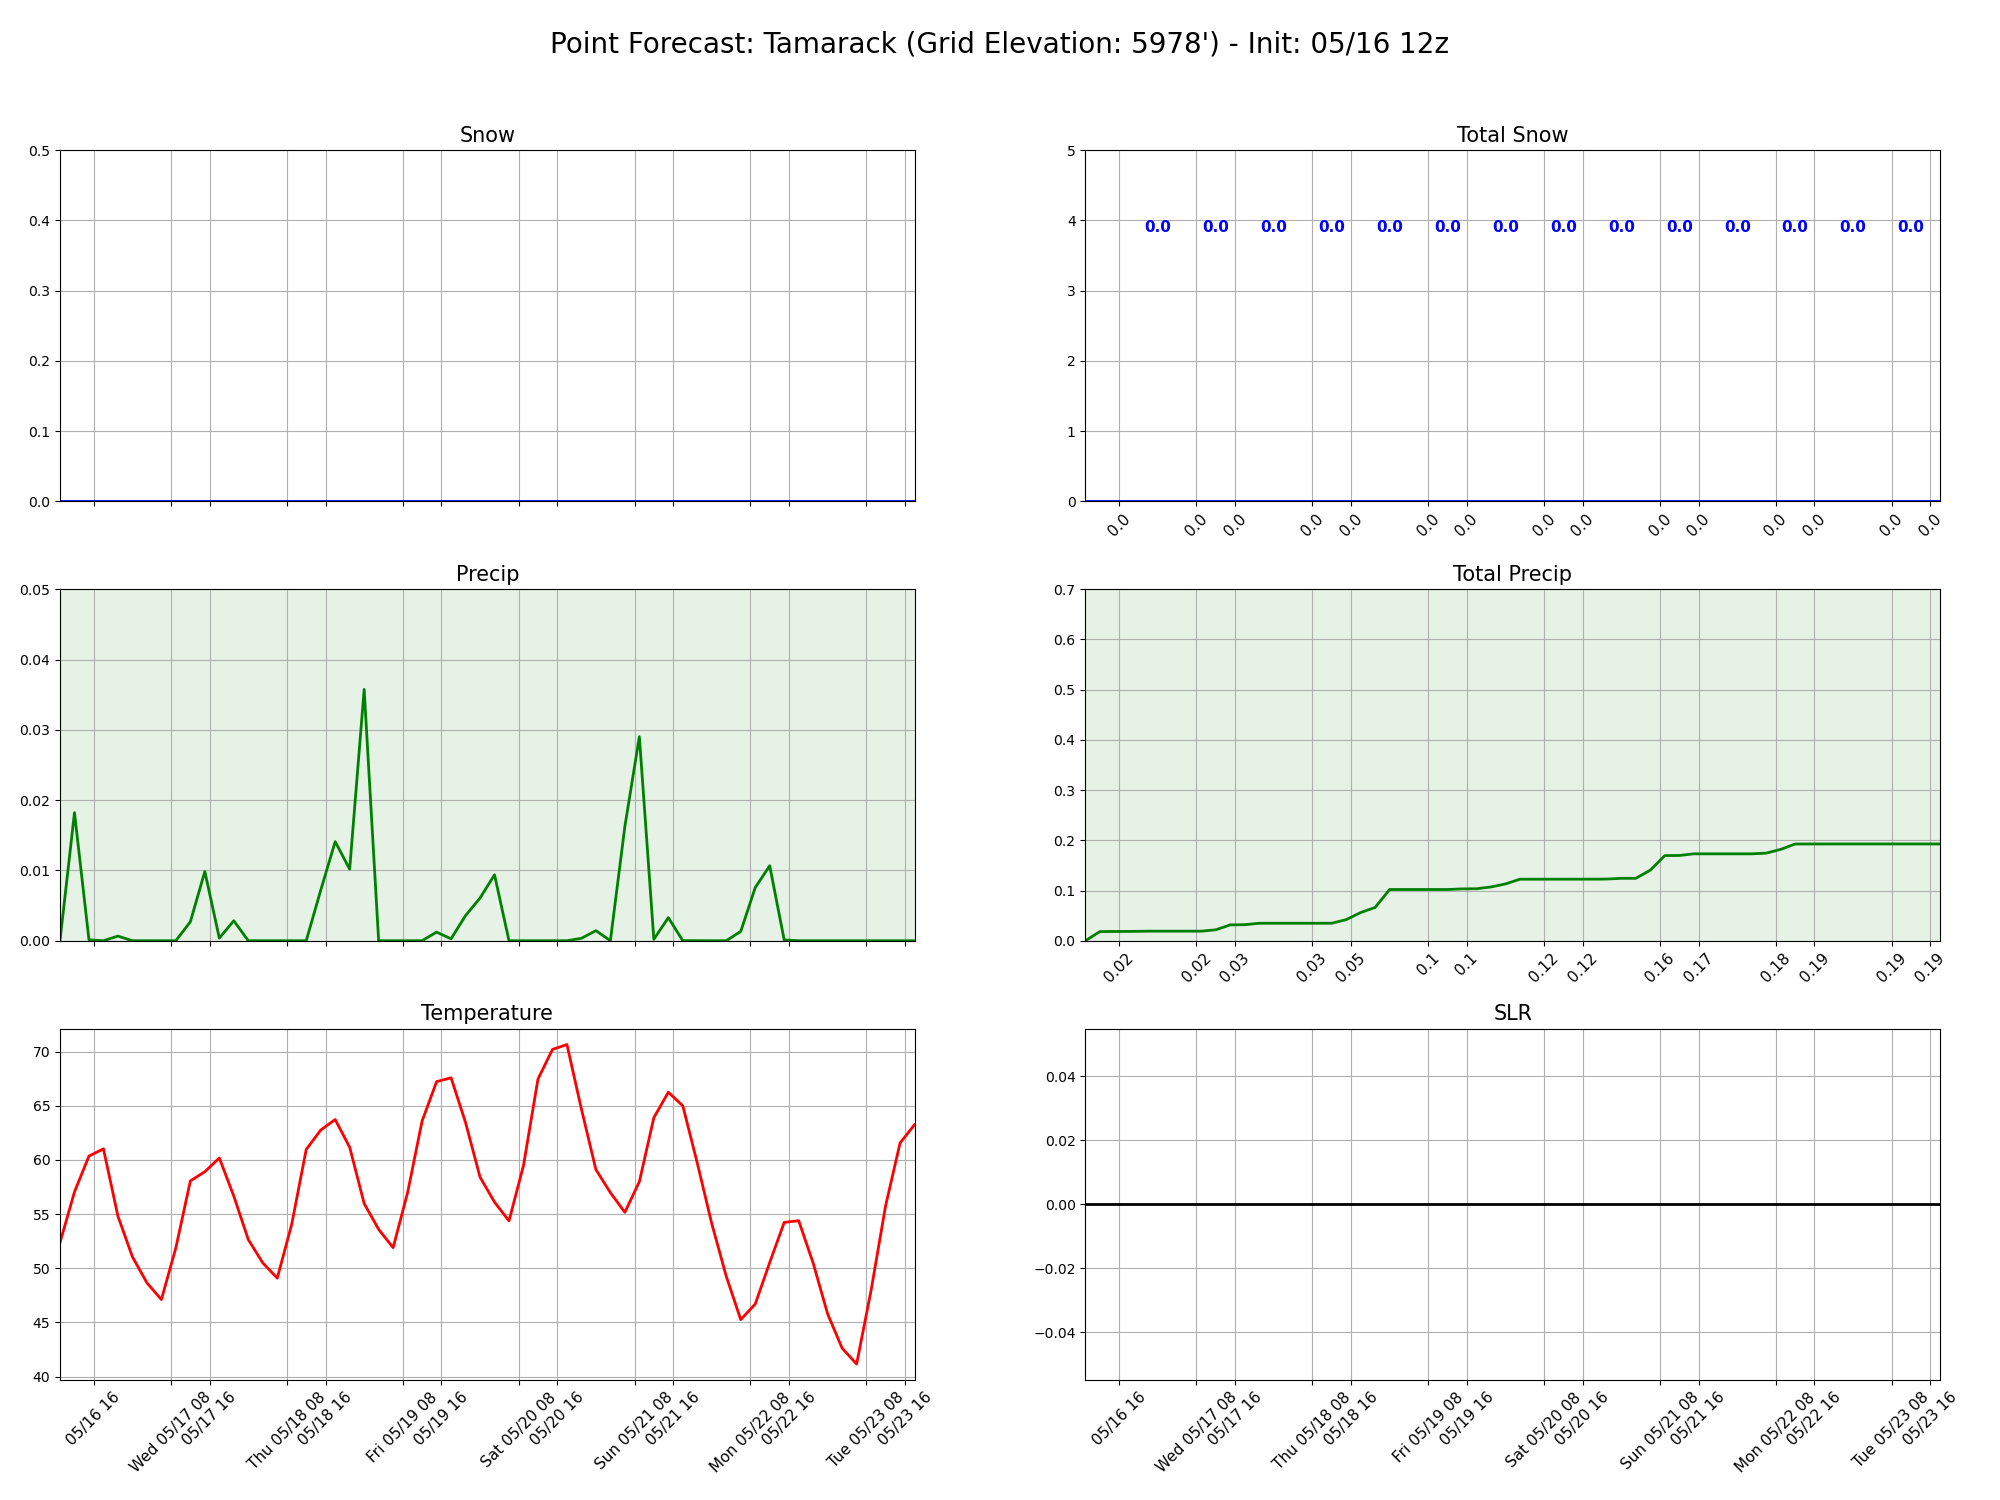 Point Forecast: Tamarack (Grid Elevation: 5978') - Init: 05/16 12z
Snow
0.5
0.4
0.3
0.2
0.1
0.0
Total Snow
5
4
3
2
1
0
0.0 0.0 0.0 0.0 0.0 0.0 0.0 0.0 0.0 0.0 0.0 0.0 0.0 0.0
0.0 0.0 0.0 0.0 0.0 0.0 0.0 0.0 0.0 0.0 0.0 0.0 0.0 0.0 0.0
Precip
0.05
0.04
0.03
0.02
0.01
0.00
Total Precip
0.7
0.6
0.5
0.4
0.3
0.2
0.1
0.0
0.02 0.02 0.03 0.03 0.05 0.1 0.1 0.12 0.12 0.16 0.17 0.18 0.19 0.19 0.19
Temperature
70
65
60
55
50
45
40
05/16 16
Wed 05/17 08
05/17 16
Thu 05/18 08
05/18 16
Fri 05/19 08
05/19 16
Sat 05/20 08
05/20 16
Sun 05/21 08
05/21 16
Mon 05/22 08
05/22 16
Tue 05/23 08
05/23 16
SLR
0.04
0.02
0.00
−0.02
−0.04
05/16 16
Wed 05/17 08
05/17 16
Thu 05/18 08
05/18 16
Fri 05/19 08
05/19 16
Sat 05/20 08
05/20 16
Sun 05/21 08
05/21 16
Mon 05/22 08
05/22 16
Tue 05/23 08
05/23 16